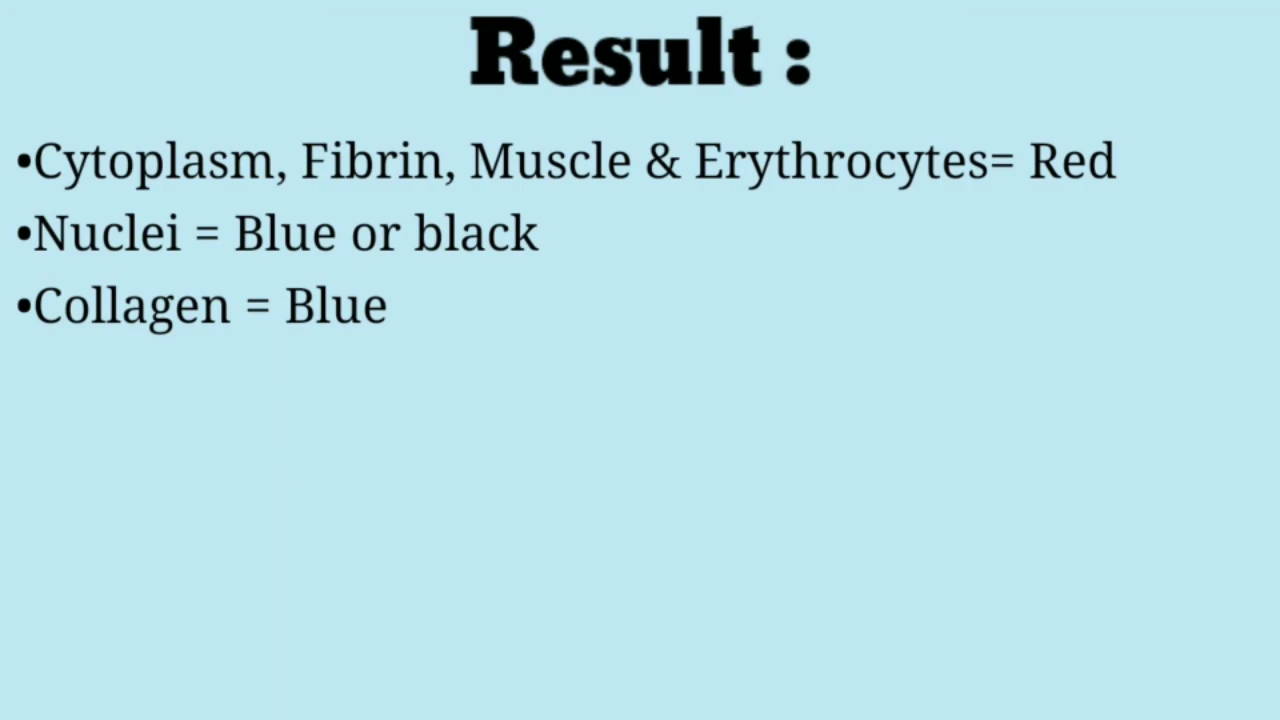 Result :
•Cytoplasm, Fibrin, Muscle & Erythrocytes= Red
•Nuclei = Blue or black
•Collagen = Blue